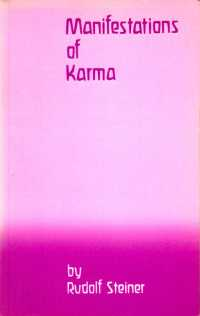 Manifestations
of
Karma
by
Rudolf Steiner